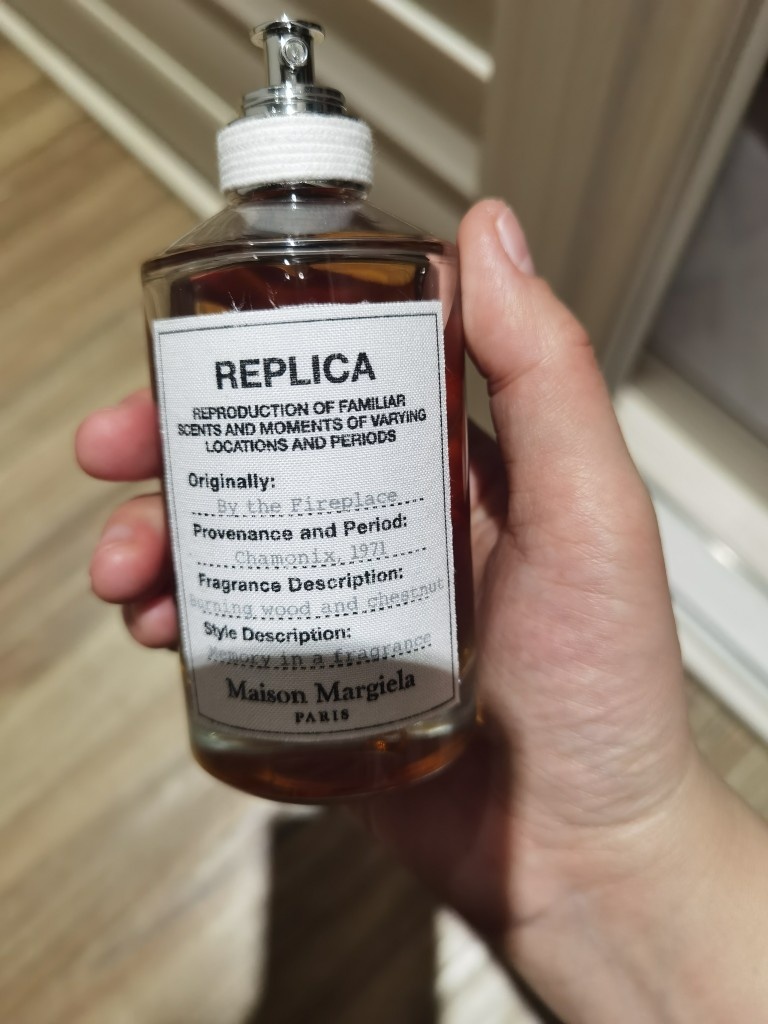 REPLICA
REPRODUCTION OF FAMILIAR
SCENTS AND MOMENTS OF VARYING
LOCATIONS AND PERIODS
Originally:
By the Fireplace
Provenance and Period:
Chamonix, 1971
Fragrance Description:
Burning wood and chestnut
Style Description:
Memory in a fragrance
Maison Margiela
PARIS